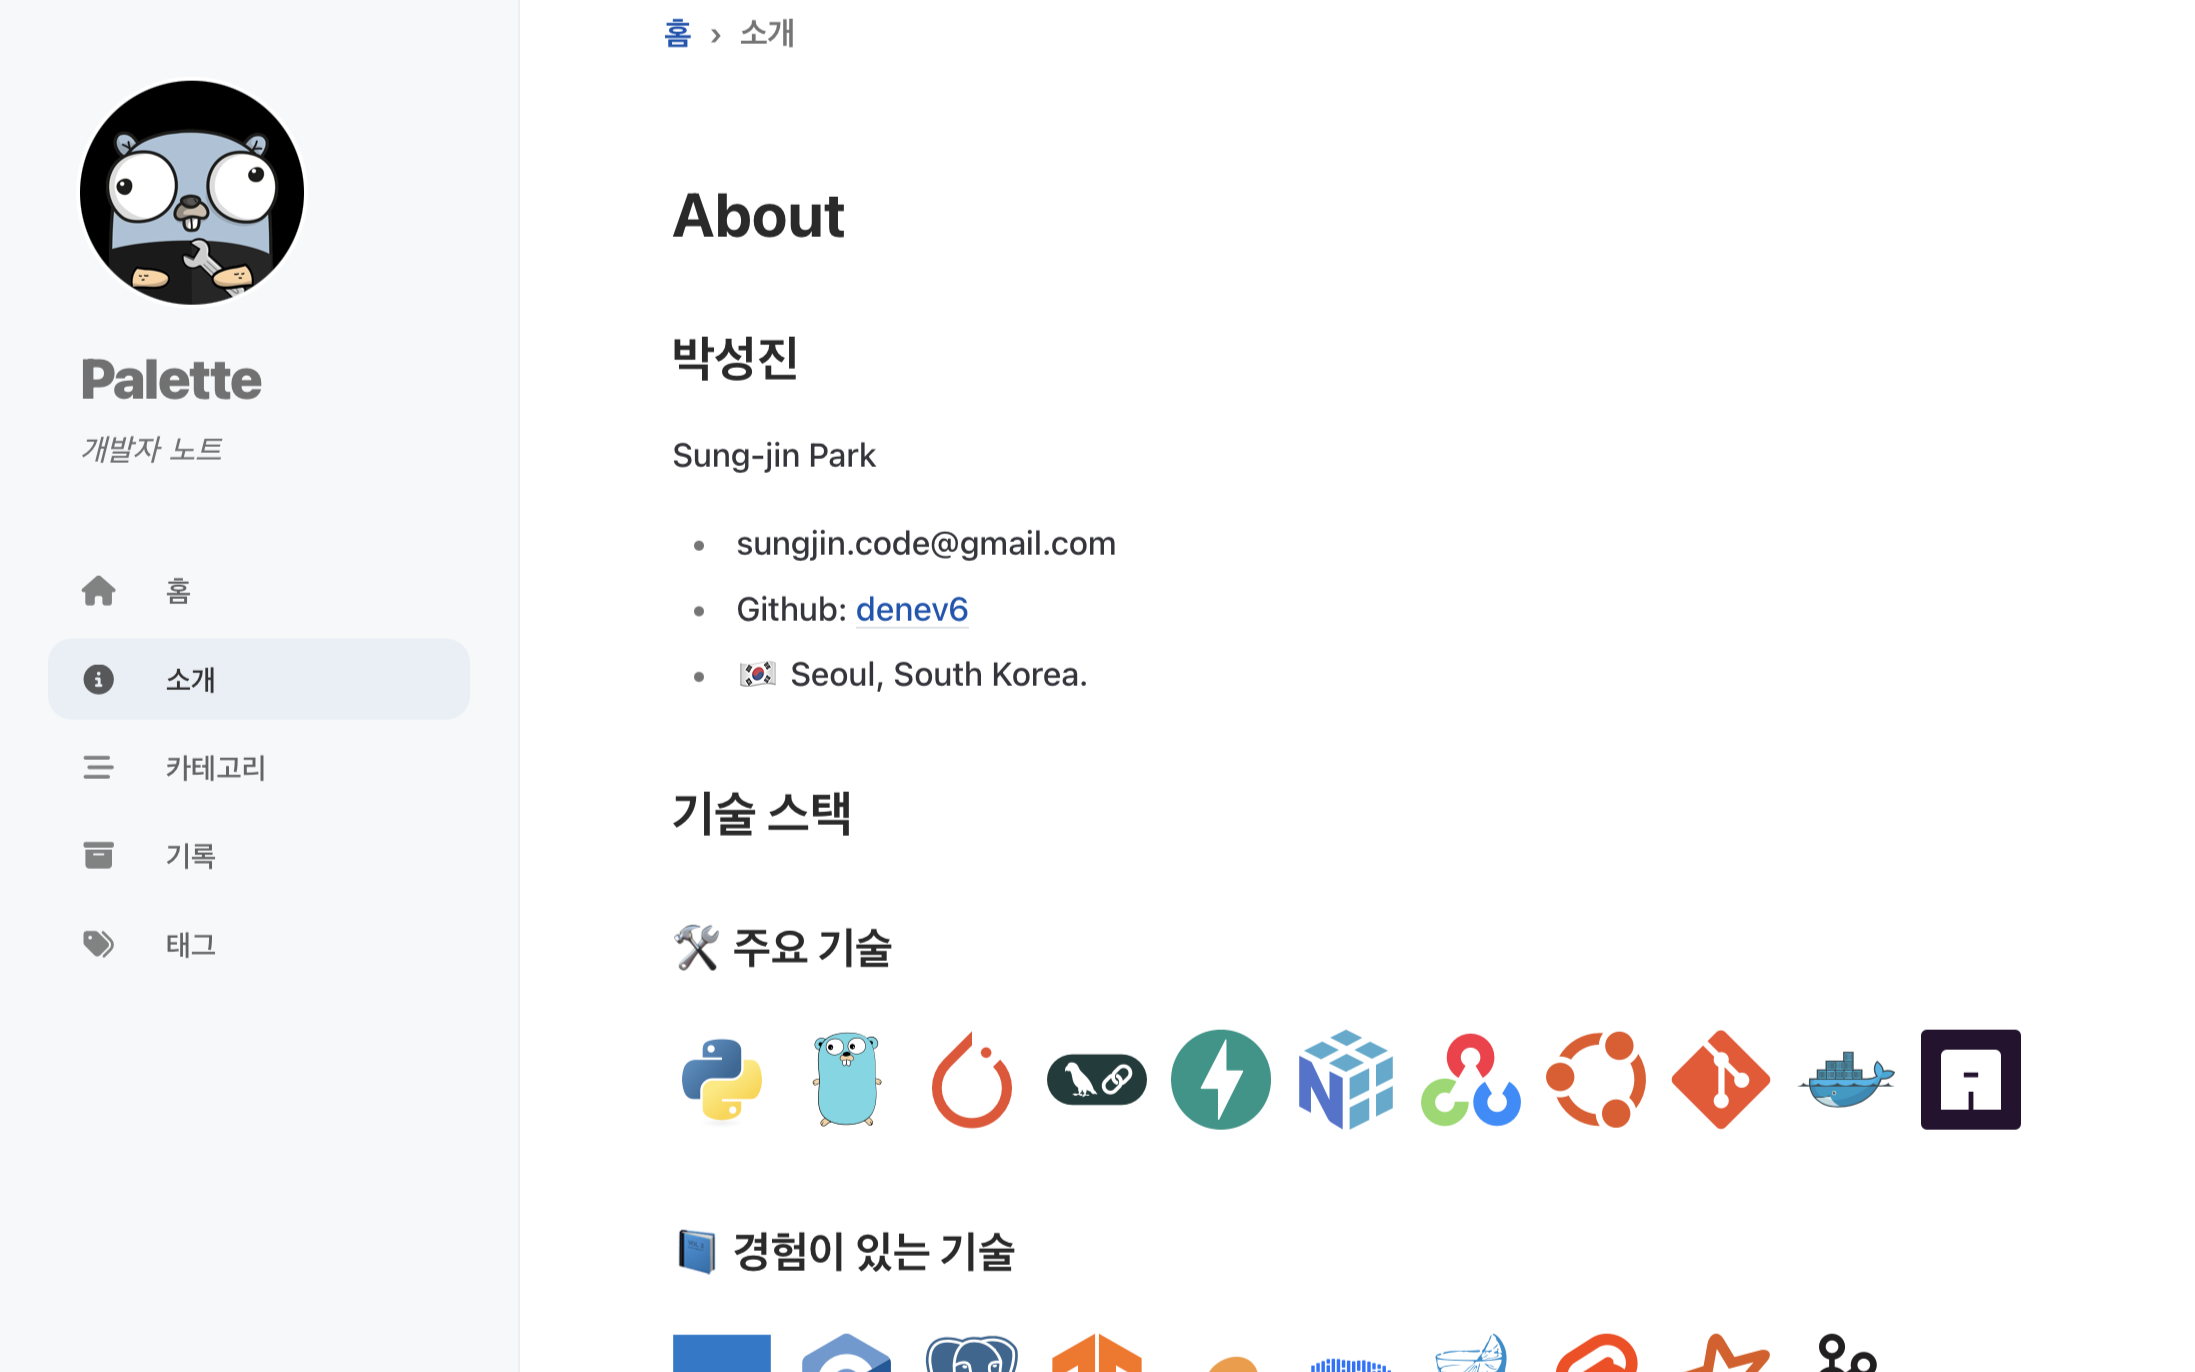 홈 › 소개
Palette
개발자 노트
홈
소개
카테고리
기록
태그
About
박성진
Sung-jin Park
sungjin.code@gmail.com
Github: denev6
🇰🇷 Seoul, South Korea.
기술 스택
🛠️ 주요 기술
📘 경험이 있는 기술